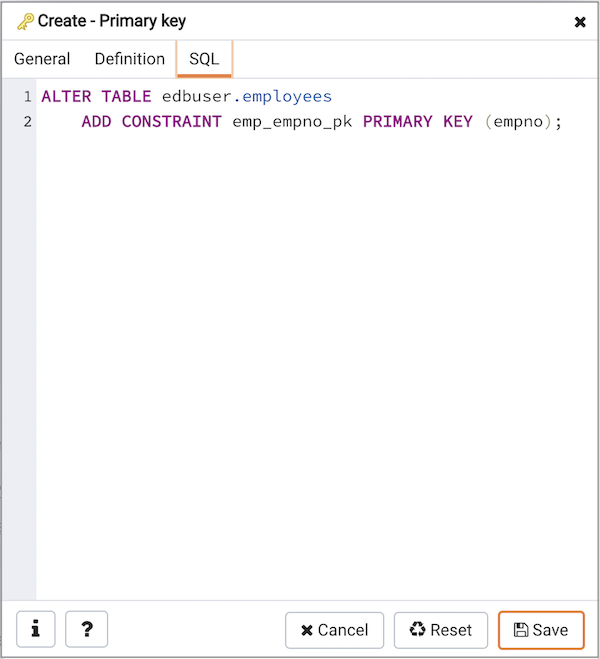 Create - Primary key
General Definition SQL
1 ALTER TABLE edbuser.employees
2 ADD CONSTRAINT emp_empno_pk PRIMARY KEY (empno);
i ? Cancel Reset Save